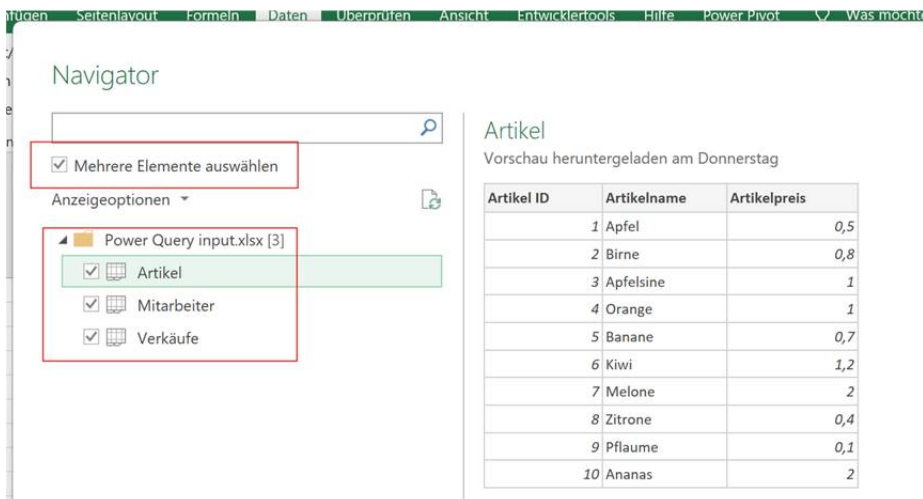 nfügen Seitenlayout Formeln Daten Überprüfen Ansicht Entwicklertools Hilfe Power Pivot Was möchte
Navigator
Mehrere Elemente auswählen
Anzeigeoptionen
Power Query input.xlsx [3]
Artikel
Mitarbeiter
Verkäufe
Artikel
Vorschau heruntergeladen am Donnerstag
Artikel ID Artikelname Artikelpreis
1 Apfel 0,5
2 Birne 0,8
3 Apfelsine 1
4 Orange 1
5 Banane 0,7
6 Kiwi 1,2
7 Melone 2
8 Zitrone 0,4
9 Pflaume 0,1
10 Ananas 2